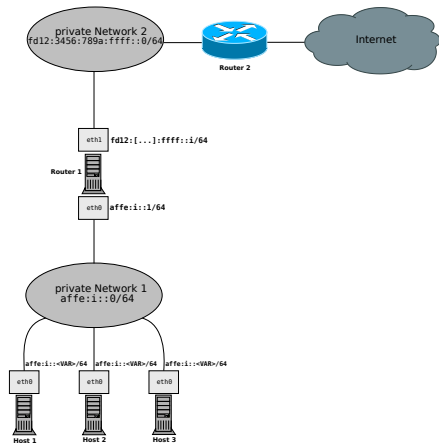 private Network 2
fd12:3456:789a:ffff::0/64
Internet
Router 2
eth1
fd12:[...]:ffff::i/64
Router 1
eth0
affe:i::1/64
private Network 1
affe:i::0/64
affe:i::<VAR>/64
affe:i::<VAR>/64
affe:i::<VAR>/64
eth0
eth0
eth0
Host 1
Host 2
Host 3